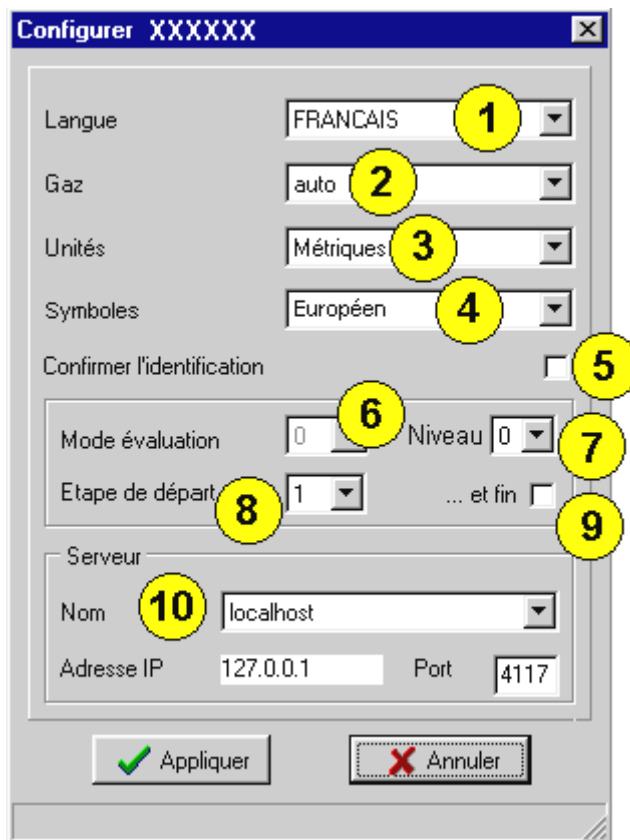 Configurer XXXXXX
Langue FRANCAIS 1
Gaz auto 2
Unités Métriques 3
Symboles Européen 4
Confirmer l'identification 5
Mode évaluation 0 6 Niveau 0 7
Etape de départ 8 1 ... et fin 9
Serveur
Nom 10 localhost
Adresse IP 127.0.0.1 Port 4117
Appliquer Annuler